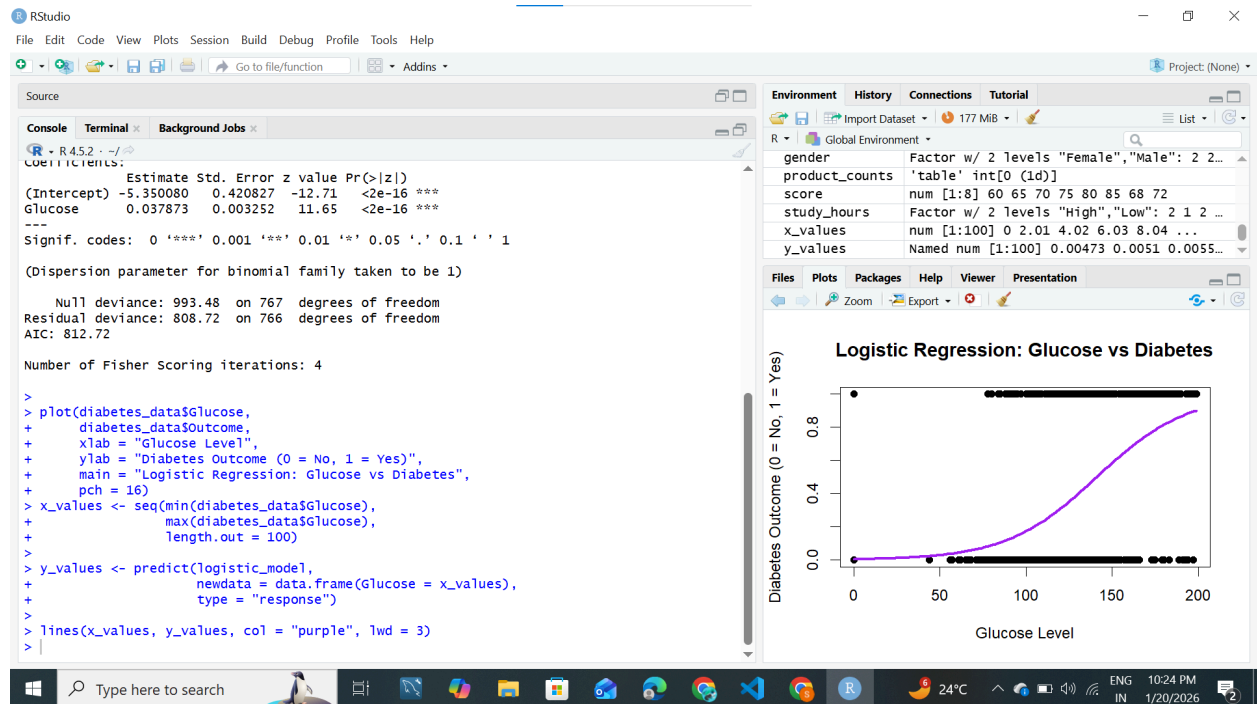 RStudio
File Edit Code View Plots Session Build Debug Profile Tools Help
Go to file/function
Addins
Project: (None)
Source
Console Terminal Background Jobs
R 4.5.2 · ~/
Coefficients:
            Estimate Std. Error z value Pr(>|z|)
(Intercept) -5.350080   0.420827  -12.71   <2e-16 ***
Glucose      0.037873   0.003252   11.65   <2e-16 ***
---
Signif. codes:  0 ‘***’ 0.001 ‘**’ 0.01 ‘*’ 0.05 ‘.’ 0.1 ‘ ’ 1
(Dispersion parameter for binomial family taken to be 1)
    Null deviance: 993.48  on 767  degrees of freedom
Residual deviance: 808.72  on 766  degrees of freedom
AIC: 812.72
Number of Fisher Scoring iterations: 4
>
> plot(diabetes_data$Glucose,
+      diabetes_data$Outcome,
+      xlab = "Glucose Level",
+      ylab = "Diabetes Outcome (0 = No, 1 = Yes)",
+      main = "Logistic Regression: Glucose vs Diabetes",
+      pch = 16)
> x_values <- seq(min(diabetes_data$Glucose),
+                 max(diabetes_data$Glucose),
+                 length.out = 100)
>
> y_values <- predict(logistic_model,
+                     newdata = data.frame(Glucose = x_values),
+                     type = "response")
>
> lines(x_values, y_values, col = "purple", lwd = 3)
>
Environment History Connections Tutorial
Import Dataset 177 MiB List
R Global Environment
gender Factor w/ 2 levels "Female","Male": 2 2…
product_counts 'table' int[0 (1d)]
score num [1:8] 60 65 70 75 80 85 68 72
study_hours Factor w/ 2 levels "High","Low": 2 1 2 …
x_values num [1:100] 0 2.01 4.02 6.03 8.04 ...
y_values Named num [1:100] 0.00473 0.0051 0.0055…
Files Plots Packages Help Viewer Presentation
Zoom Export
Logistic Regression: Glucose vs Diabetes
Diabetes Outcome (0 = No, 1 = Yes)
0.8
0.4
0.0
0 50 100 150 200
Glucose Level
Type here to search
6
24°C
ENG
IN
10:24 PM
1/20/2026
2